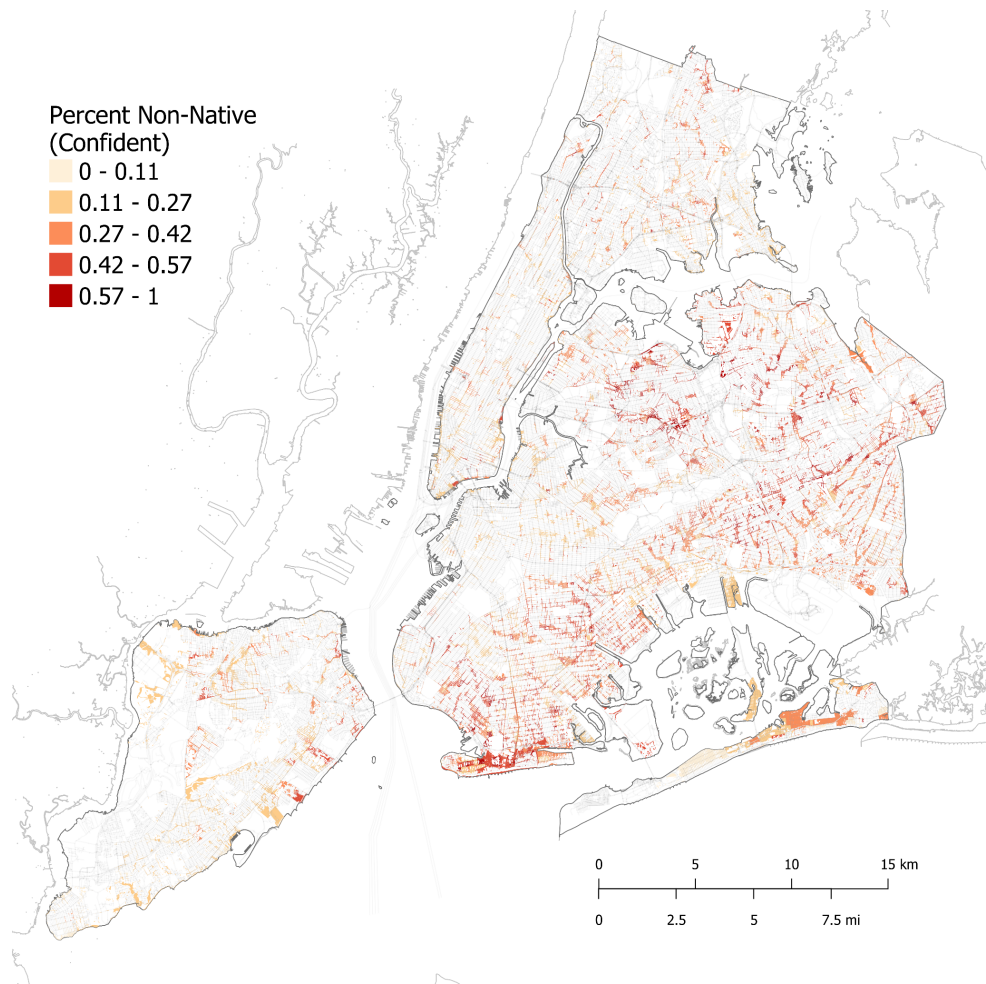 Percent Non-Native
(Confident)
0 - 0.11
0.11 - 0.27
0.27 - 0.42
0.42 - 0.57
0.57 - 1
0 5 10 15 km
0 2.5 5 7.5 mi